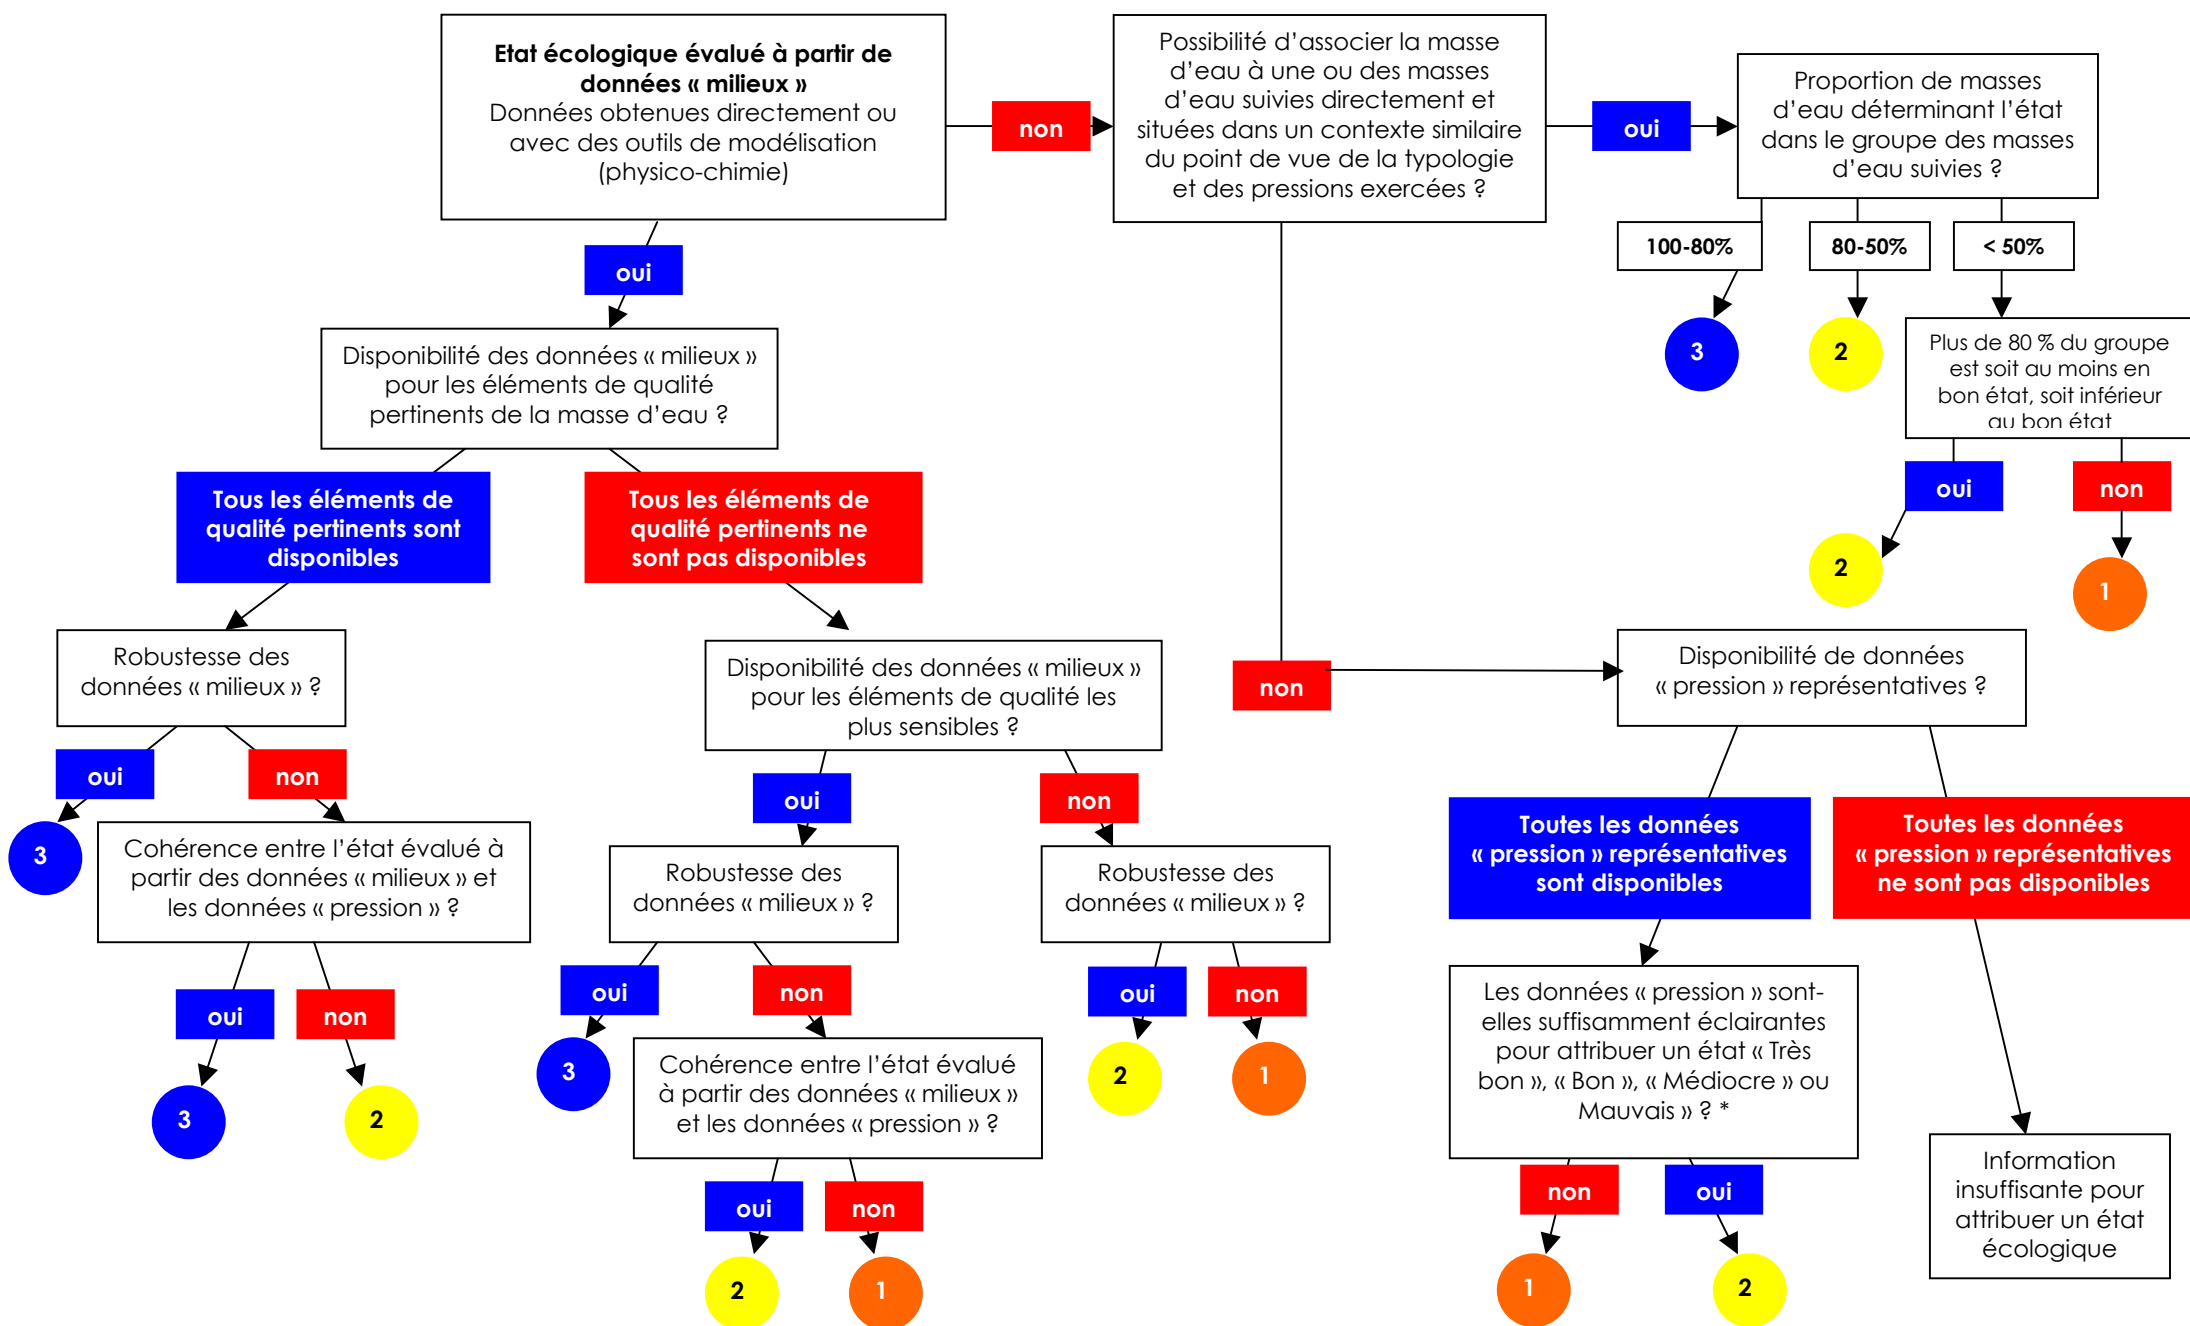 Etat écologique évalué à partir de
données « milieux »
Données obtenues directement ou
avec des outils de modélisation
(physico-chimie)
non
Possibilité d’associer la masse
d’eau à une ou des masses
d’eau suivies directement et
situées dans un contexte similaire
du point de vue de la typologie
et des pressions exercées ?
oui
Proportion de masses
d’eau déterminant l’état
dans le groupe des masses
d’eau suivies ?
100-80%
80-50%
< 50%
3
2
Plus de 80 % du groupe
est soit au moins en
bon état, soit inférieur
au bon état
oui
non
2
1
oui
Disponibilité des données « milieux »
pour les éléments de qualité
pertinents de la masse d’eau ?
Tous les éléments de
qualité pertinents sont
disponibles
Tous les éléments de
qualité pertinents ne
sont pas disponibles
Robustesse des
données « milieux » ?
oui
non
3
Cohérence entre l’état évalué à
partir des données « milieux » et
les données « pression » ?
oui
non
3
2
Disponibilité des données « milieux »
pour les éléments de qualité les
plus sensibles ?
oui
non
Robustesse des
données « milieux » ?
oui
non
3
Cohérence entre l’état évalué
à partir des données « milieux »
et les données « pression » ?
oui
non
2
1
Robustesse des
données « milieux » ?
oui
non
2
1
non
Disponibilité de données
« pression » représentatives ?
Toutes les données
« pression » représentatives
sont disponibles
Toutes les données
« pression » représentatives
ne sont pas disponibles
Les données « pression » sont-
elles suffisamment éclairantes
pour attribuer un état « Très
bon », « Bon », « Médiocre » ou
Mauvais » ? *
non
oui
1
2
Information
insuffisante pour
attribuer un état
écologique